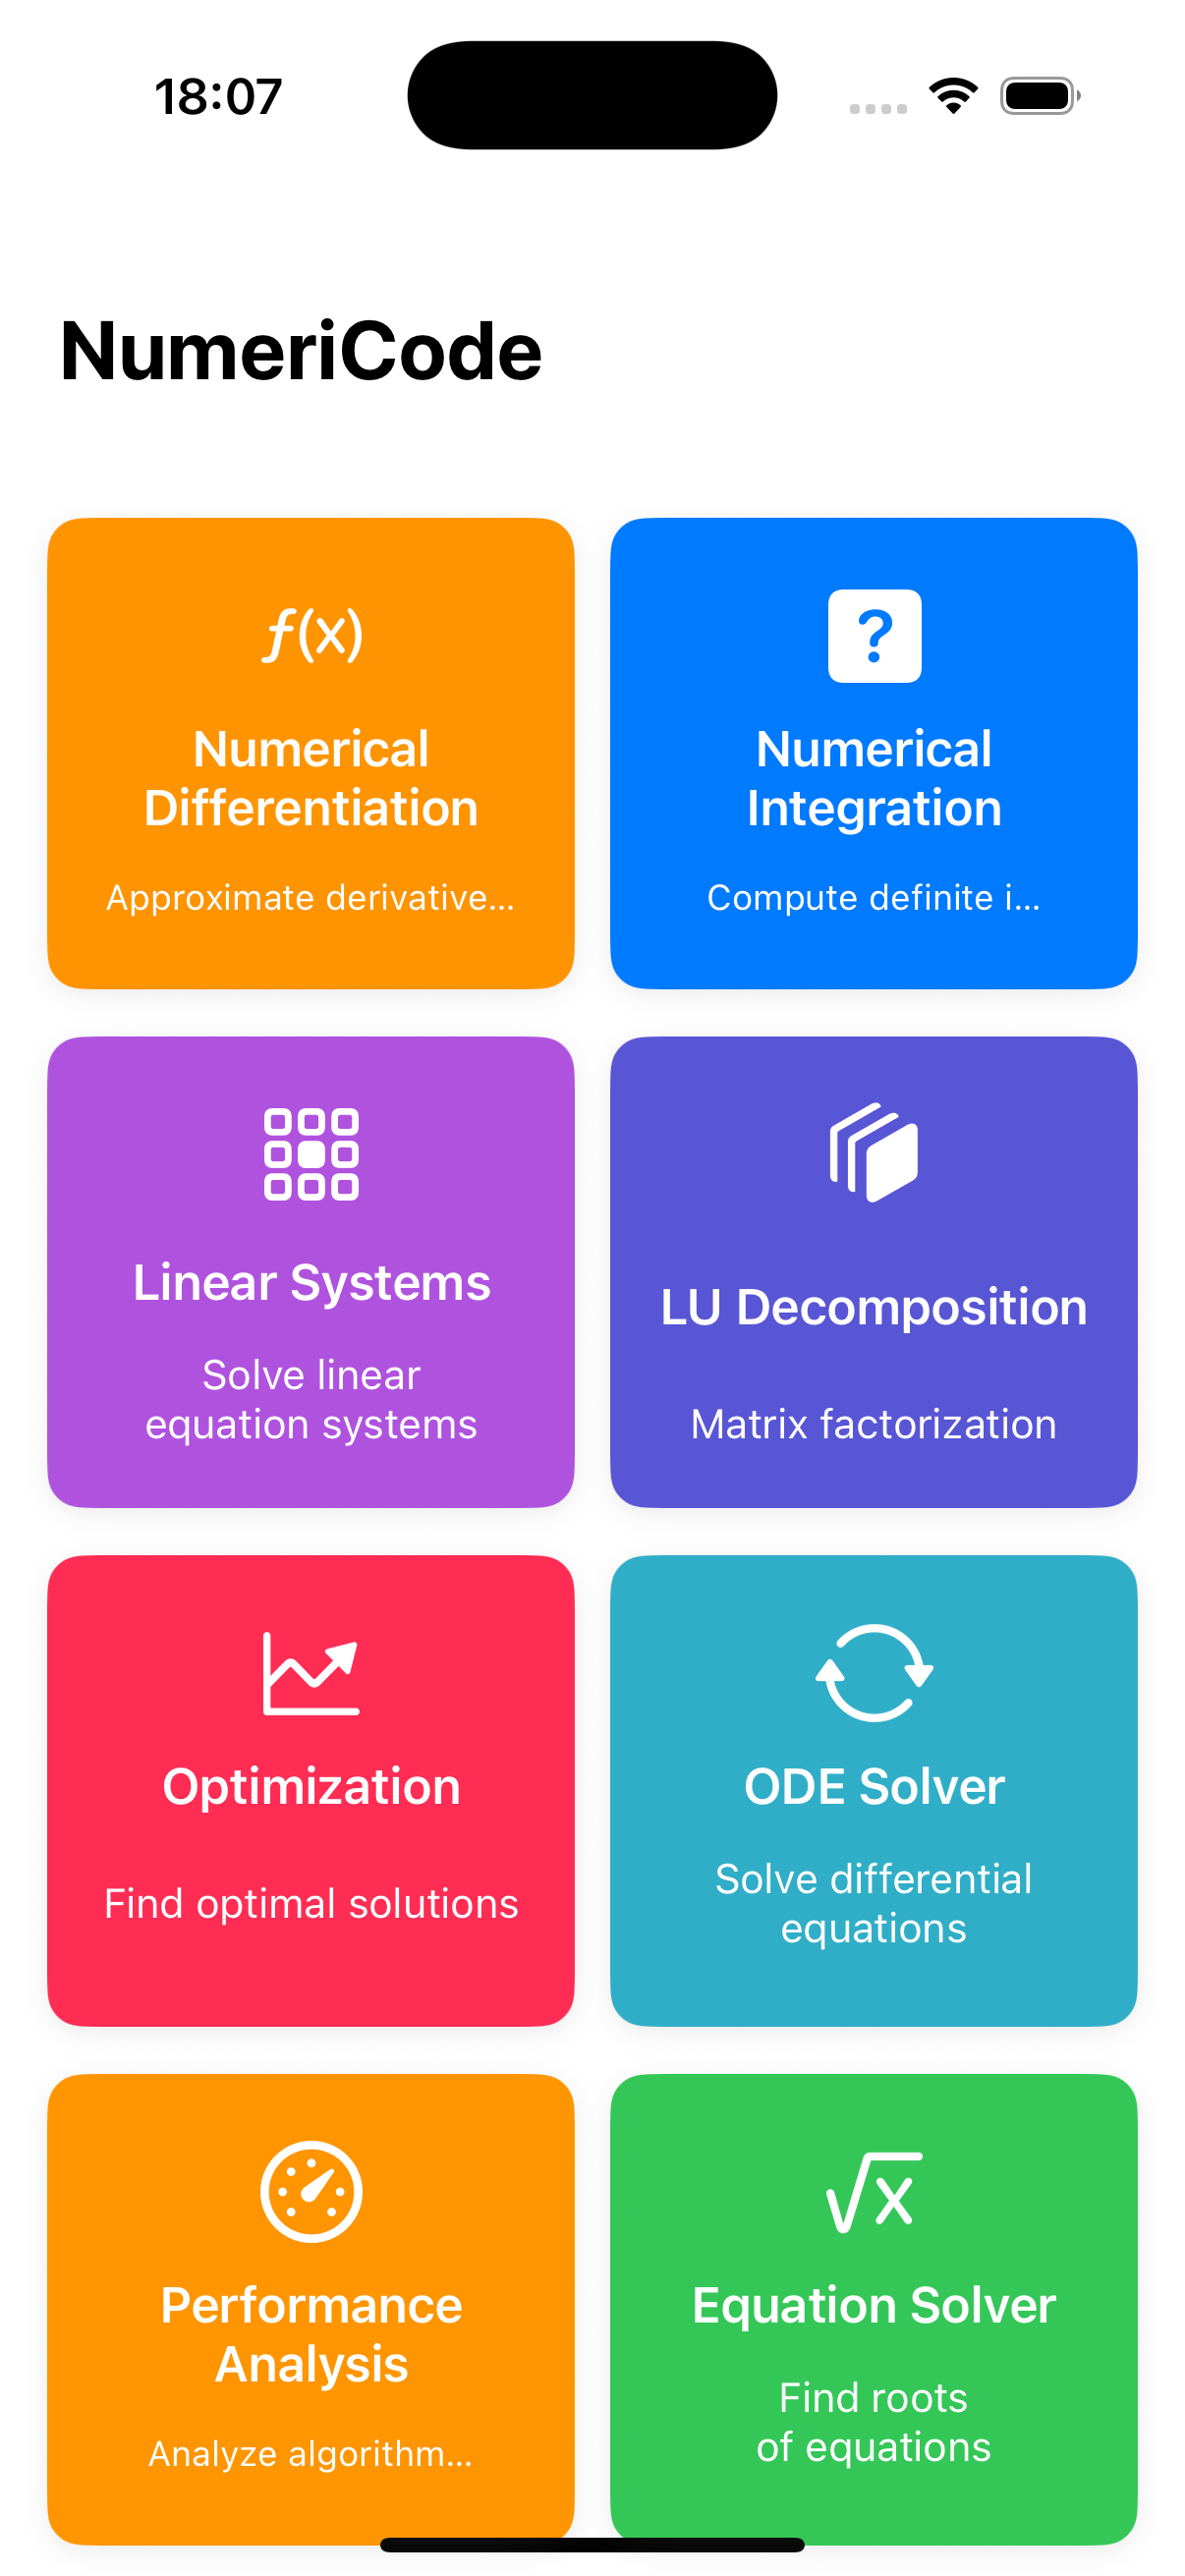 18:07
NumeriCode
f(x)
?
Numerical
Differentiation
Numerical
Integration
Approximate derivative...
Compute definite i...
Linear Systems
Solve linear
equation systems
LU Decomposition
Matrix factorization
Optimization
Find optimal solutions
ODE Solver
Solve differential
equations
Performance
Analysis
Analyze algorithm...
√x
Equation Solver
Find roots
of equations